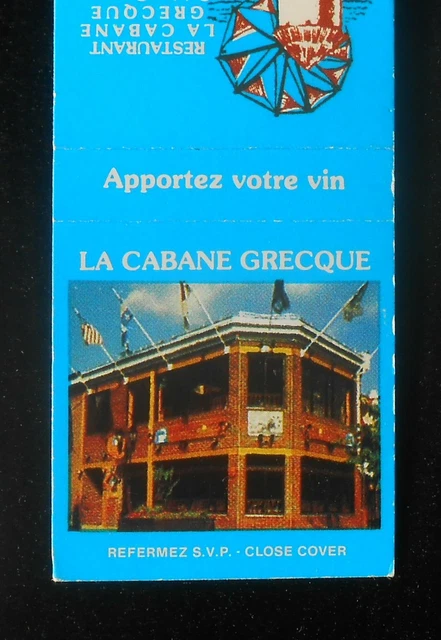 RESTAURANT
LA CABANE
GRECQUE
Apportez votre vin
LA CABANE GRECQUE
REFERMEZ S.V.P. - CLOSE COVER